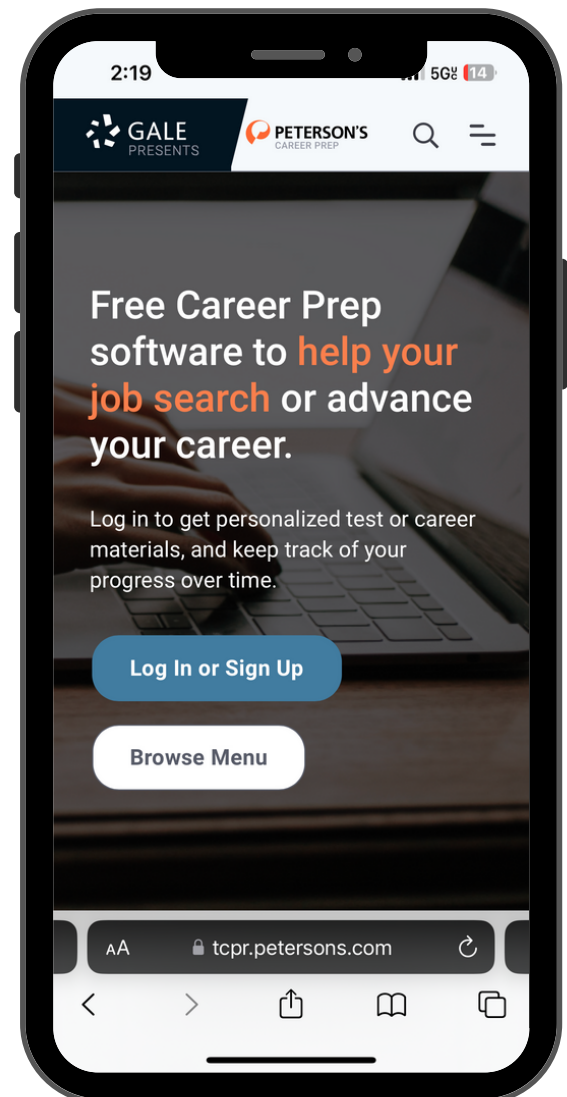 2:19
5G
14
GALE
PRESENTS
PETERSON'S
CAREER PREP
Free Career Prep
software to help your
job search or advance
your career.
Log in to get personalized test or career
materials, and keep track of your
progress over time.
Log In or Sign Up
Browse Menu
AA
tcpr.petersons.com